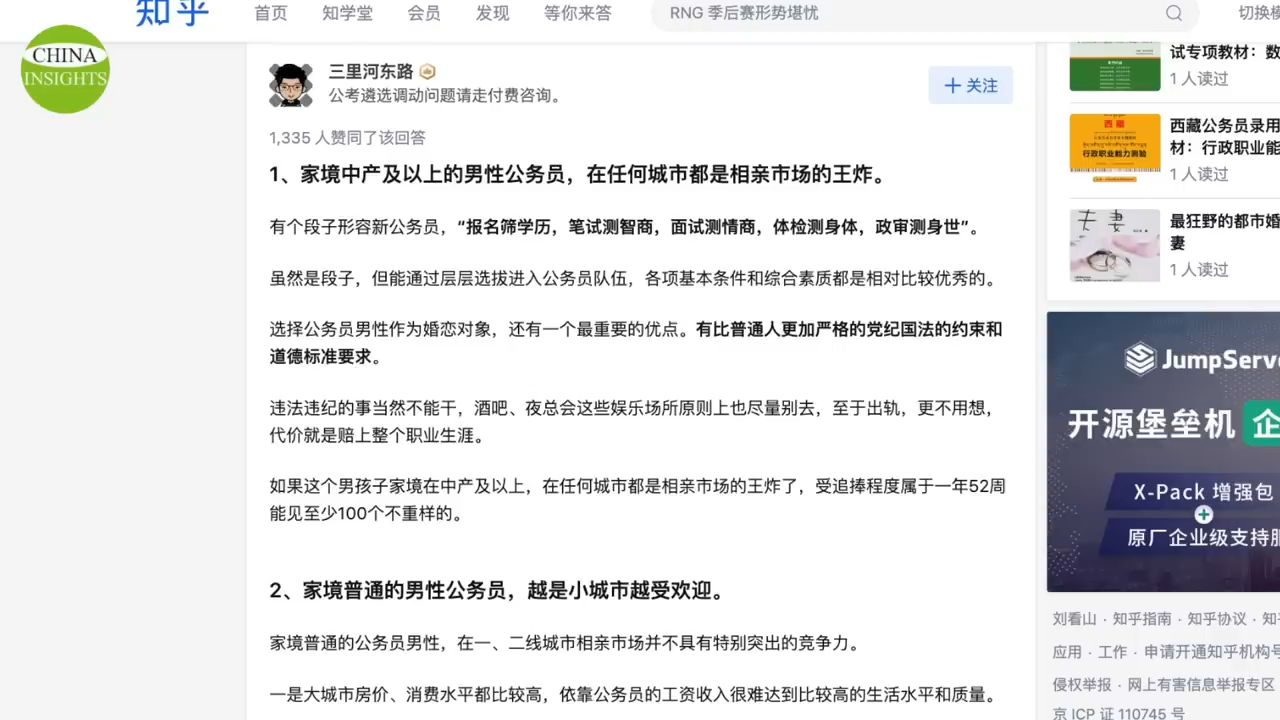 知乎
首页 知学堂 会员 发现 等你来答
RNG 季后赛形势堪忧
切换模
CHINA
INSIGHTS
三里河东路
公考遴选调动问题请走付费咨询。
+ 关注
1,335 人赞同了该回答
1、家境中产及以上的男性公务员，在任何城市都是相亲市场的王炸。
有个段子形容新公务员，“报名筛学历，笔试测智商，面试测情商，体检测身体，政审测身世”。
虽然是段子，但能通过层层选拔进入公务员队伍，各项基本条件和综合素质都是相对比较优秀的。
选择公务员男性作为婚恋对象，还有一个最重要的优点。有比普通人更加严格的党纪国法的约束和
道德标准要求。
违法违纪的事当然不能干，酒吧、夜总会这些娱乐场所原则上也尽量别去，至于出轨，更不用想，
代价就是赔上整个职业生涯。
如果这个男孩子家境在中产及以上，在任何城市都是相亲市场的王炸了，受追捧程度属于一年52周
能见至少100个不重样的。
2、家境普通的男性公务员，越是小城市越受欢迎。
家境普通的公务员男性，在一、二线城市相亲市场并不具有特别突出的竞争力。
一是大城市房价、消费水平都比较高，依靠公务员的工资收入很难达到比较高的生活水平和质量。
试专项教材：数
1 人读过
西藏
行政职业能力测验
西藏公务员录用
材：行政职业能
1 人读过
夫妻
最狂野的都市婚
妻
1 人读过
JumpServe
开源堡垒机 企
X-Pack 增强包
+
原厂企业级支持服
刘看山 · 知乎指南 · 知乎协议 · 知乎
应用 · 工作 · 申请开通知乎机构号
侵权举报 · 网上有害信息举报专区
京 ICP 证 110745 号